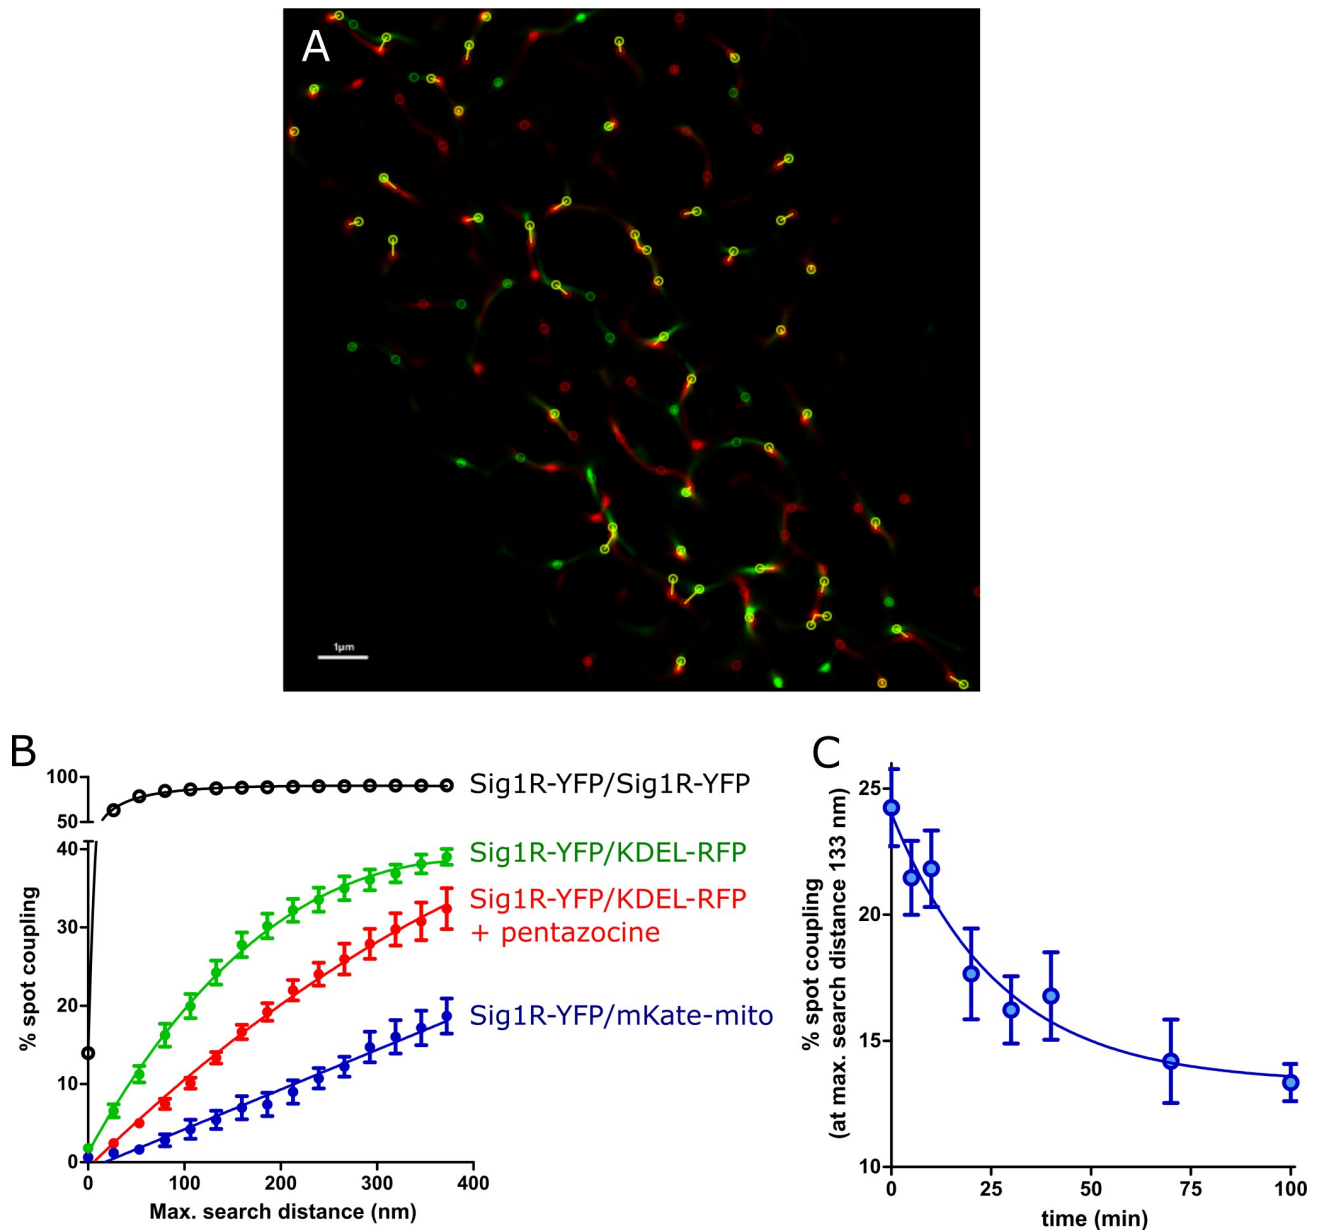 A
1µm
B
100
50
40
30
20
10
0
% spot coupling
0 100 200 300 400
Max. search distance (nm)
Sig1R-YFP/Sig1R-YFP
Sig1R-YFP/KDEL-RFP
Sig1R-YFP/KDEL-RFP
+ pentazocine
Sig1R-YFP/mKate-mito
C
25
20
15
10
% spot coupling
(at max. search distance 133 nm)
0 25 50 75 100
time (min)